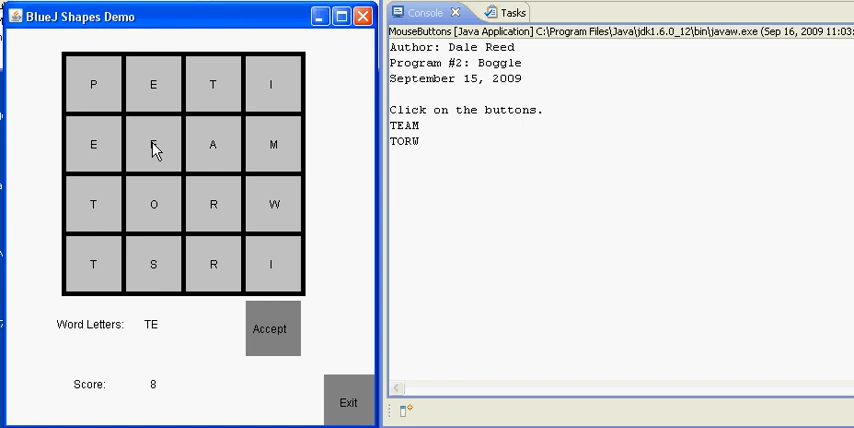 BlueJ Shapes Demo
P E T I
E A M
T O R W
T S R I
Word Letters: TE
Accept
Score: 8
Exit
Console
Tasks
MouseButtons [Java Application] C:\Program Files\Java\jdk1.6.0_12\bin\javaw.exe (Sep 16, 2009 11:03:
Author: Dale Reed
Program #2: Boggle
September 15, 2009
Click on the buttons.
TEAM
TORW